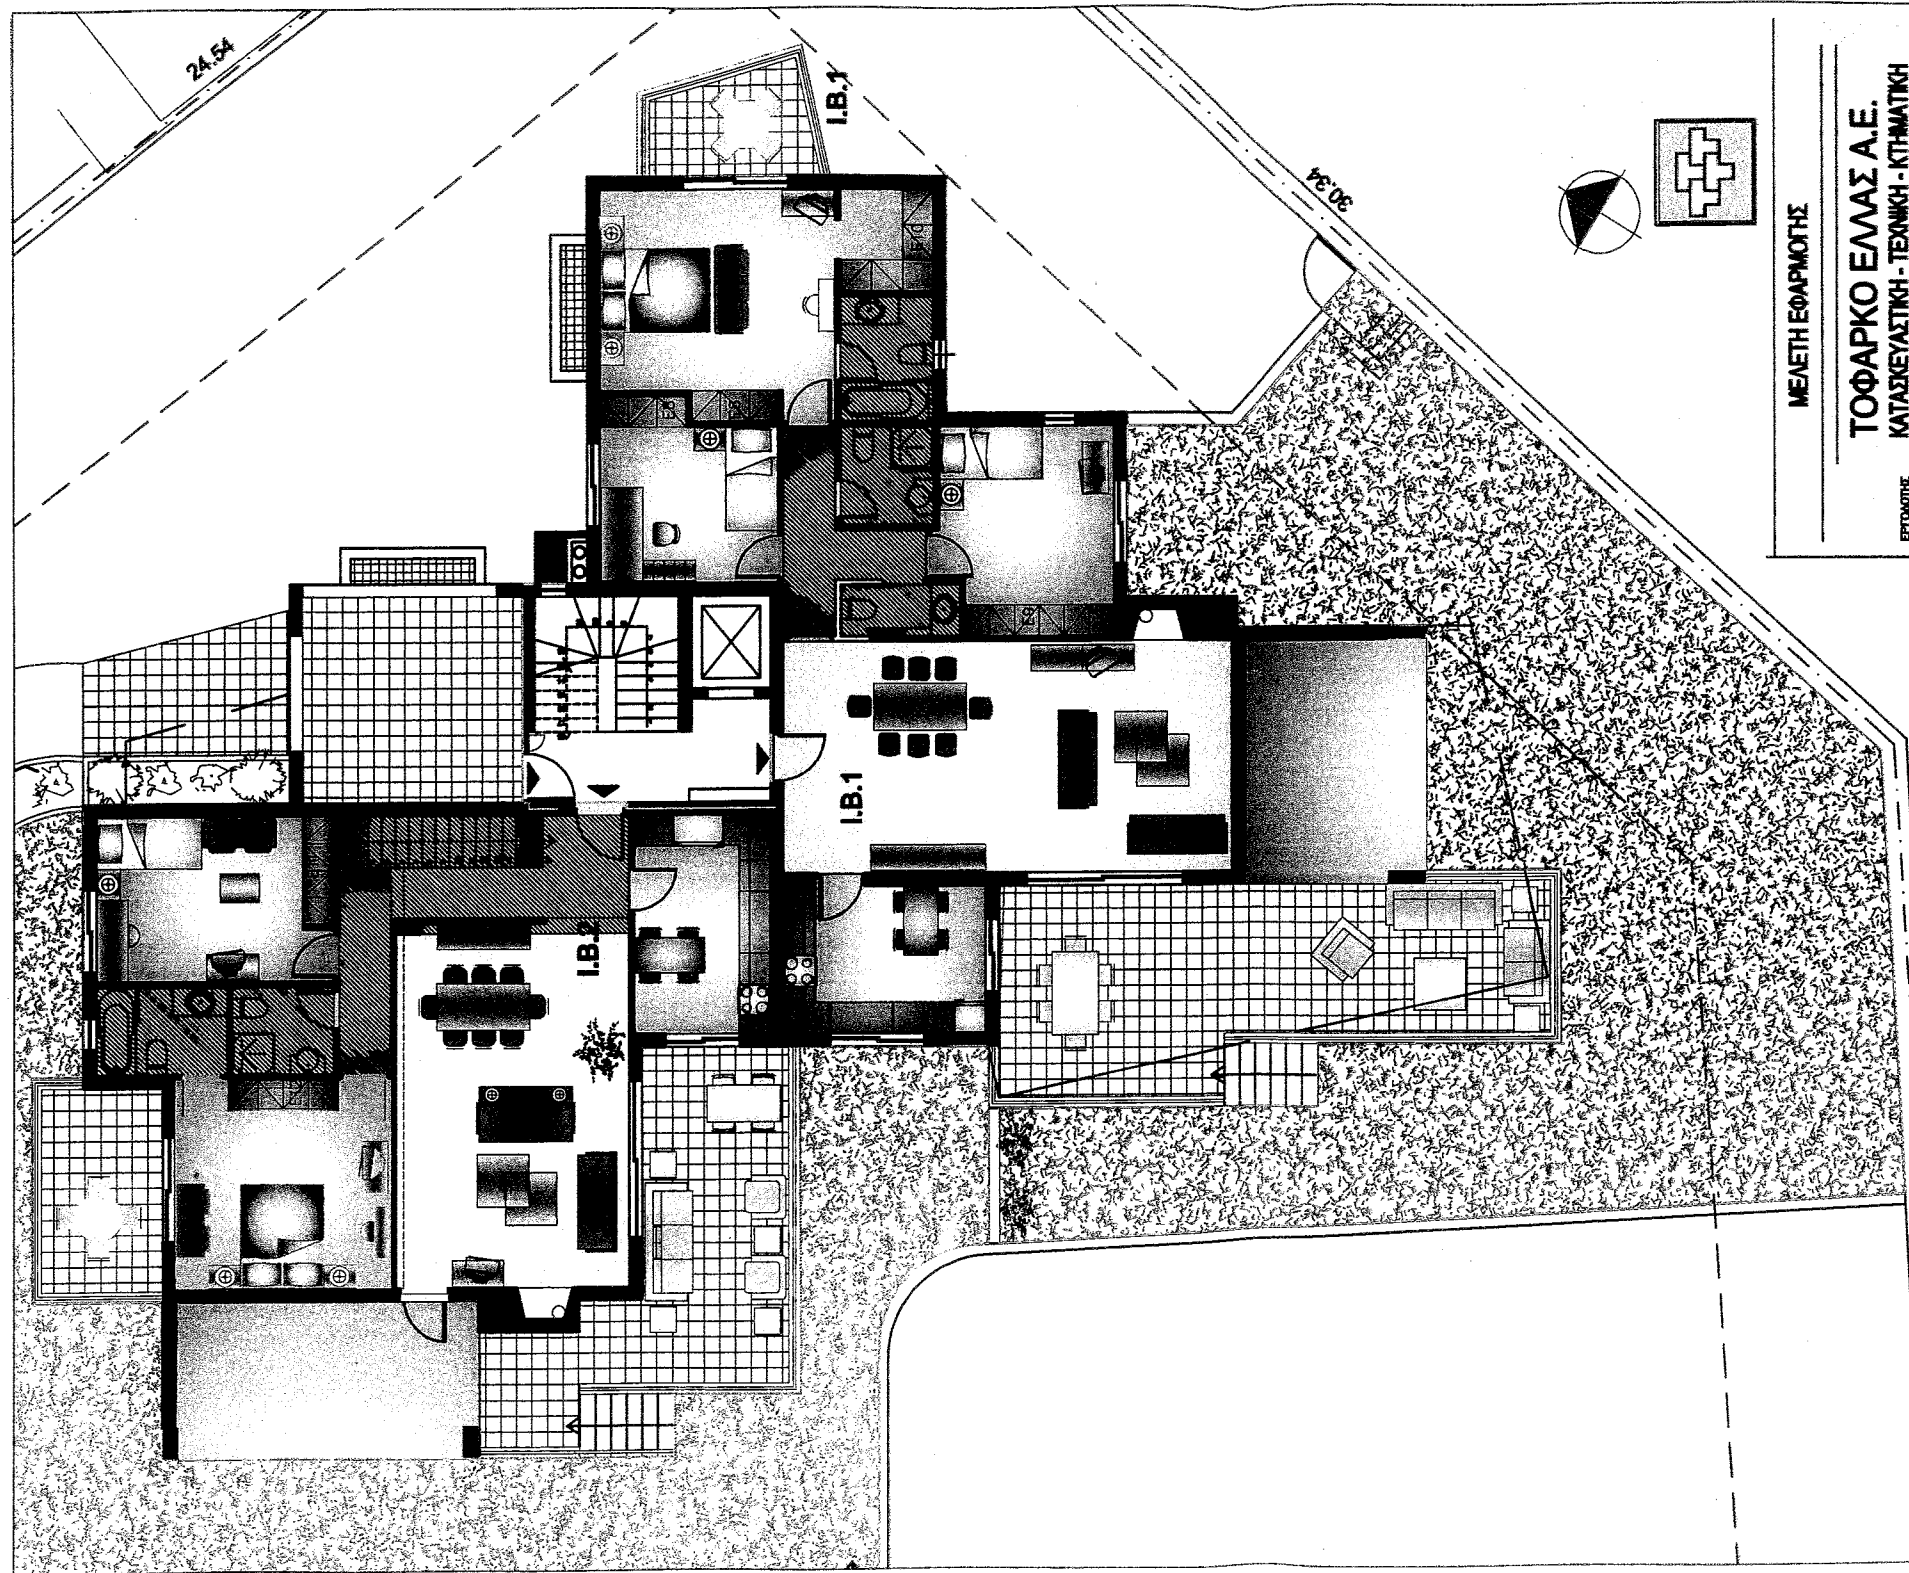 24.54
Ι.Β.1
30.34
ΜΕΛΕΤΗ ΕΦΑΡΜΟΓΗΣ
ΤΟΦΑΡΚΟ ΕΛΛΑΣ Α.Ε.
ΚΑΤΑΣΚΕΥΑΣΤΙΚΗ - ΤΕΧΝΙΚΗ - ΚΤΗΜΑΤΙΚΗ
Ι.Β.1
Ι.Β.2